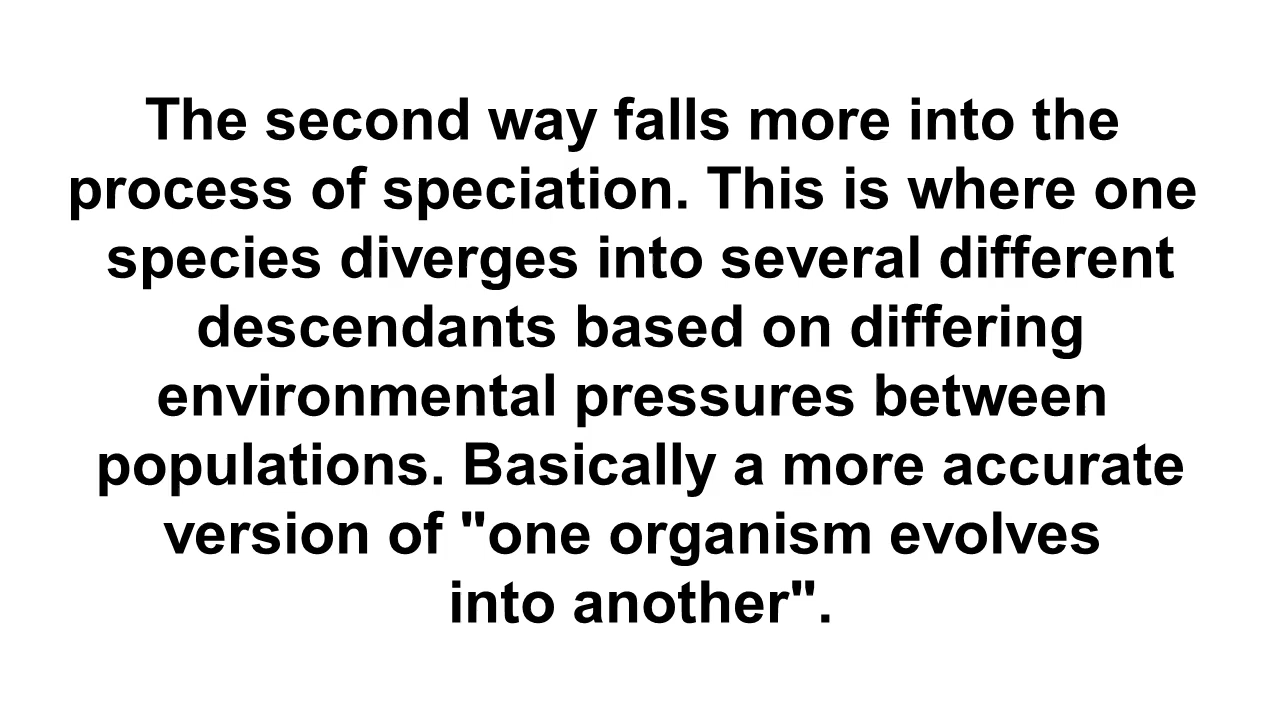 The second way falls more into the
process of speciation. This is where one
species diverges into several different
descendants based on differing
environmental pressures between
populations. Basically a more accurate
version of "one organism evolves
into another".